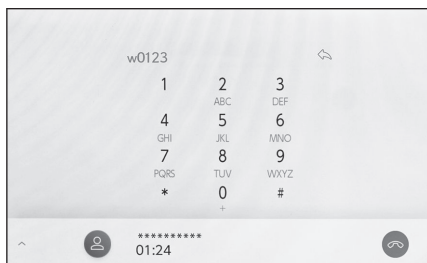 w0123
1 2 3
ABC DEF
4 5 6
GHI JKL MNO
7 8 9
PQRS TUV WXYZ
* 0 #
+
**********
01:24